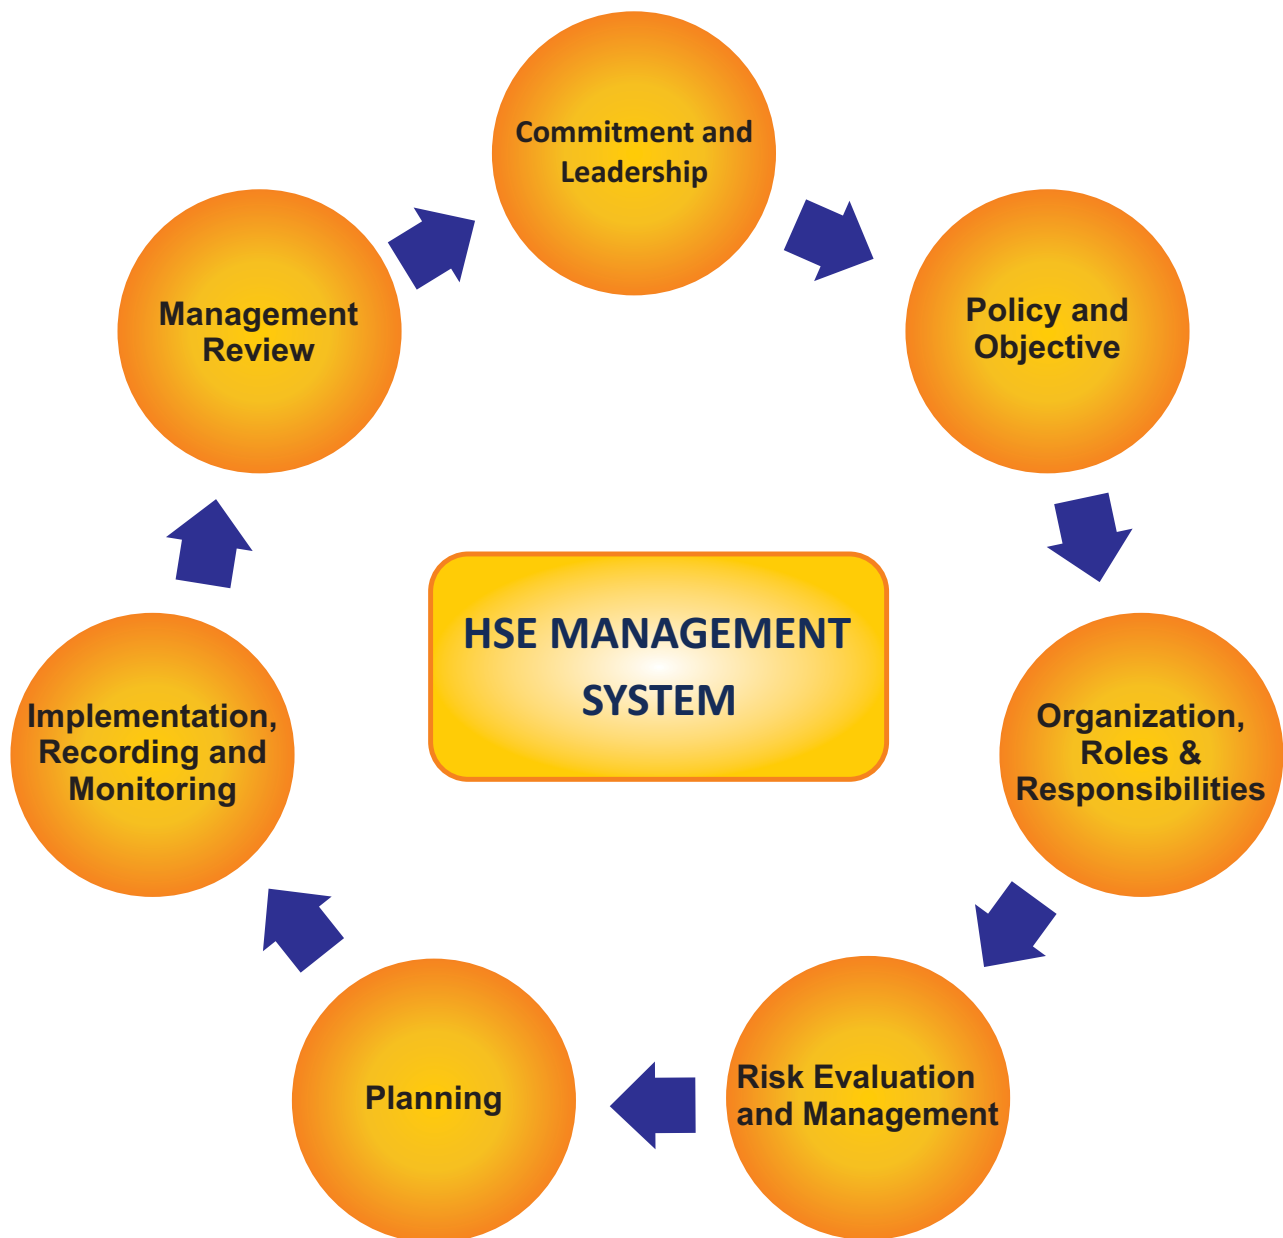 Commitment and
Leadership
Policy and
Objective
Organization,
Roles &
Responsibilities
Risk Evaluation
and Management
Planning
Implementation,
Recording and
Monitoring
Management
Review
HSE MANAGEMENT
SYSTEM